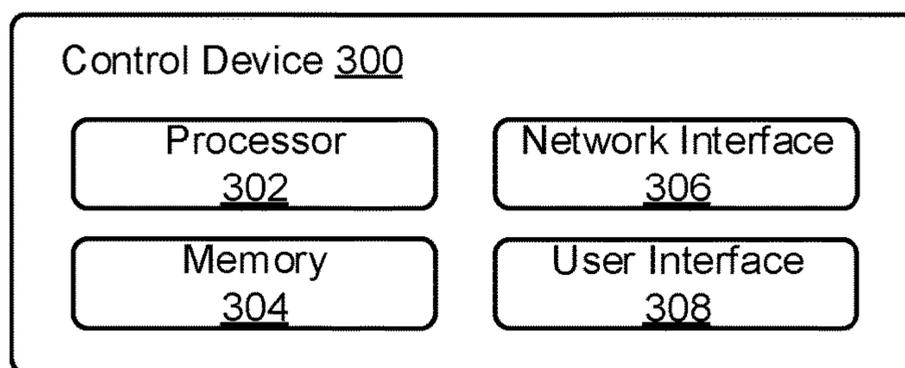 Control Device 300
Processor
302
Network Interface
306
Memory
304
User Interface
308